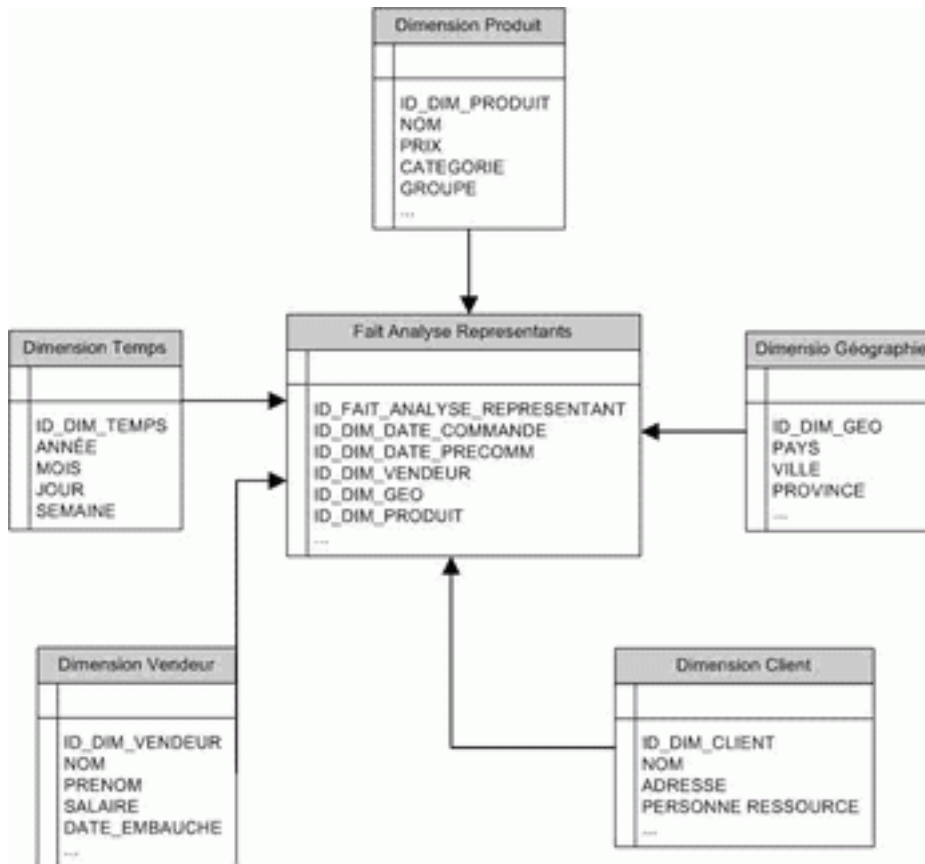 Dimension Produit
ID_DIM_PRODUIT
NOM
PRIX
CATEGORIE
GROUPE
...
Dimension Temps
ID_DIM_TEMPS
ANNÉE
MOIS
JOUR
SEMAINE
Fait Analyse Representants
ID_FAIT_ANALYSE_REPRESENTANT
ID_DIM_DATE_COMMANDE
ID_DIM_DATE_PRECOMM
ID_DIM_VENDEUR
ID_DIM_GEO
ID_DIM_PRODUIT
...
Dimensio Géographie
ID_DIM_GEO
PAYS
VILLE
PROVINCE
...
Dimension Vendeur
ID_DIM_VENDEUR
NOM
PRENOM
SALAIRE
DATE_EMBAUCHE
...
Dimension Client
ID_DIM_CLIENT
NOM
ADRESSE
PERSONNE RESSOURCE
...